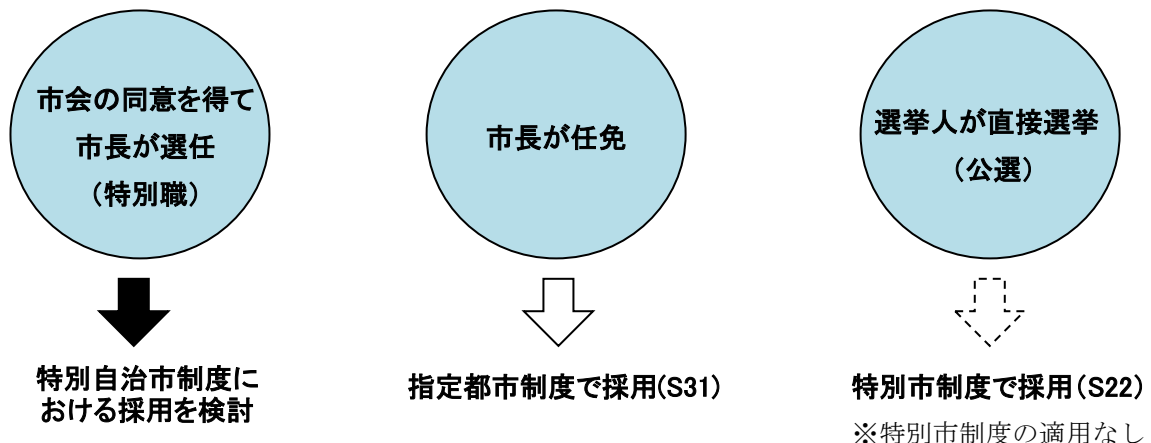 市会の同意を得て
市長が選任
（特別職）
市長が任免
選挙人が直接選挙
（公選）
特別自治市制度に
おける採用を検討
指定都市制度で採用(S31)
特別市制度で採用(S22)
※特別市制度の適用なし